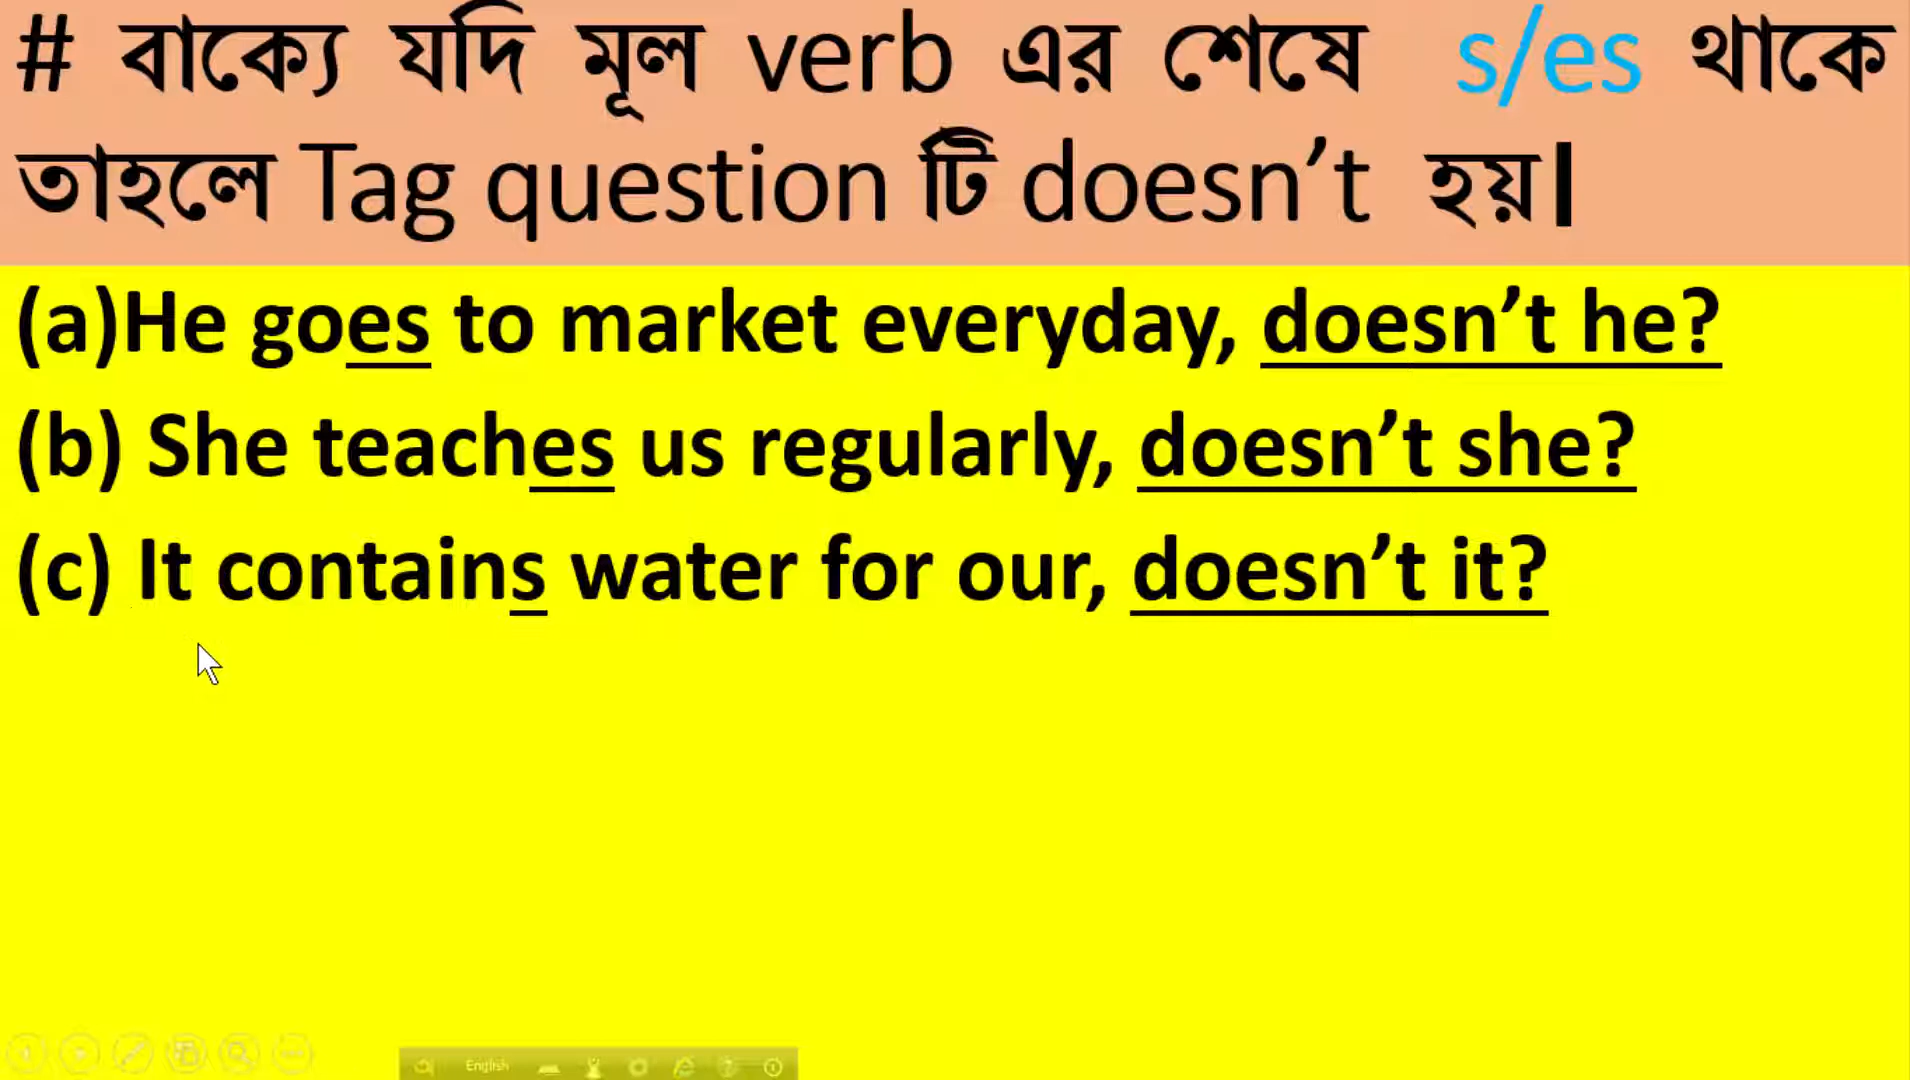 # বাক্যে যদি মূল verb এর শেষে s/es থাকে
তাহলে Tag question টি doesn’t হয়।
(a)He goes to market everyday, doesn’t he?
(b) She teaches us regularly, doesn’t she?
(c) It contains water for our, doesn’t it?
English